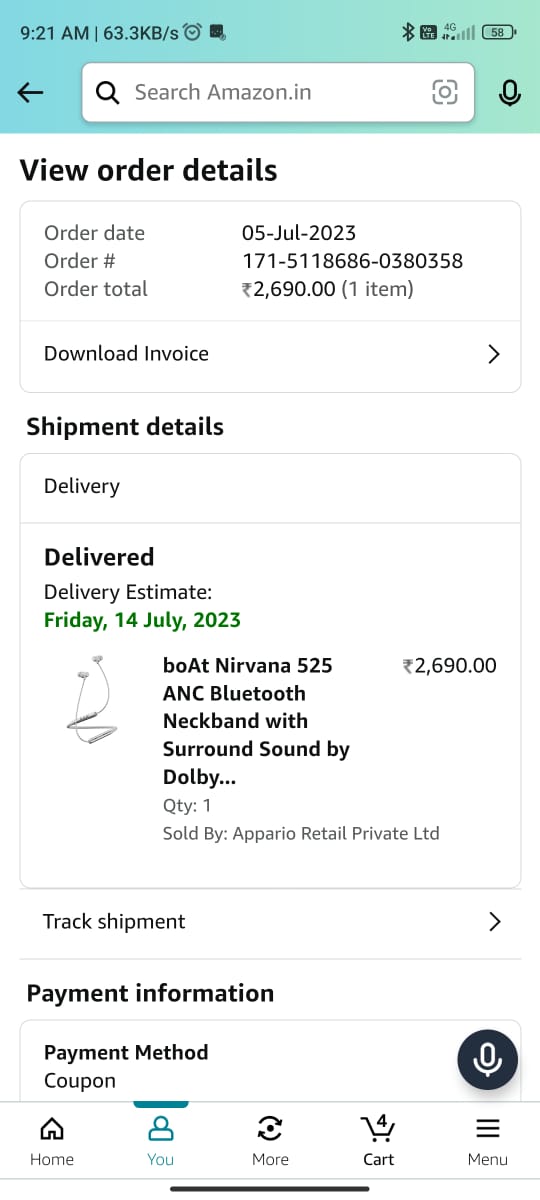 9:21 AM | 63.3KB/s
4G
58
Search Amazon.in
View order details
Order date 05-Jul-2023
Order # 171-5118686-0380358
Order total ₹2,690.00 (1 item)
Download Invoice
Shipment details
Delivery
Delivered
Delivery Estimate:
Friday, 14 July, 2023
boAt Nirvana 525 ₹2,690.00
ANC Bluetooth
Neckband with
Surround Sound by
Dolby...
Qty: 1
Sold By: Appario Retail Private Ltd
Track shipment
Payment information
Payment Method
Coupon
4
Home You More Cart Menu